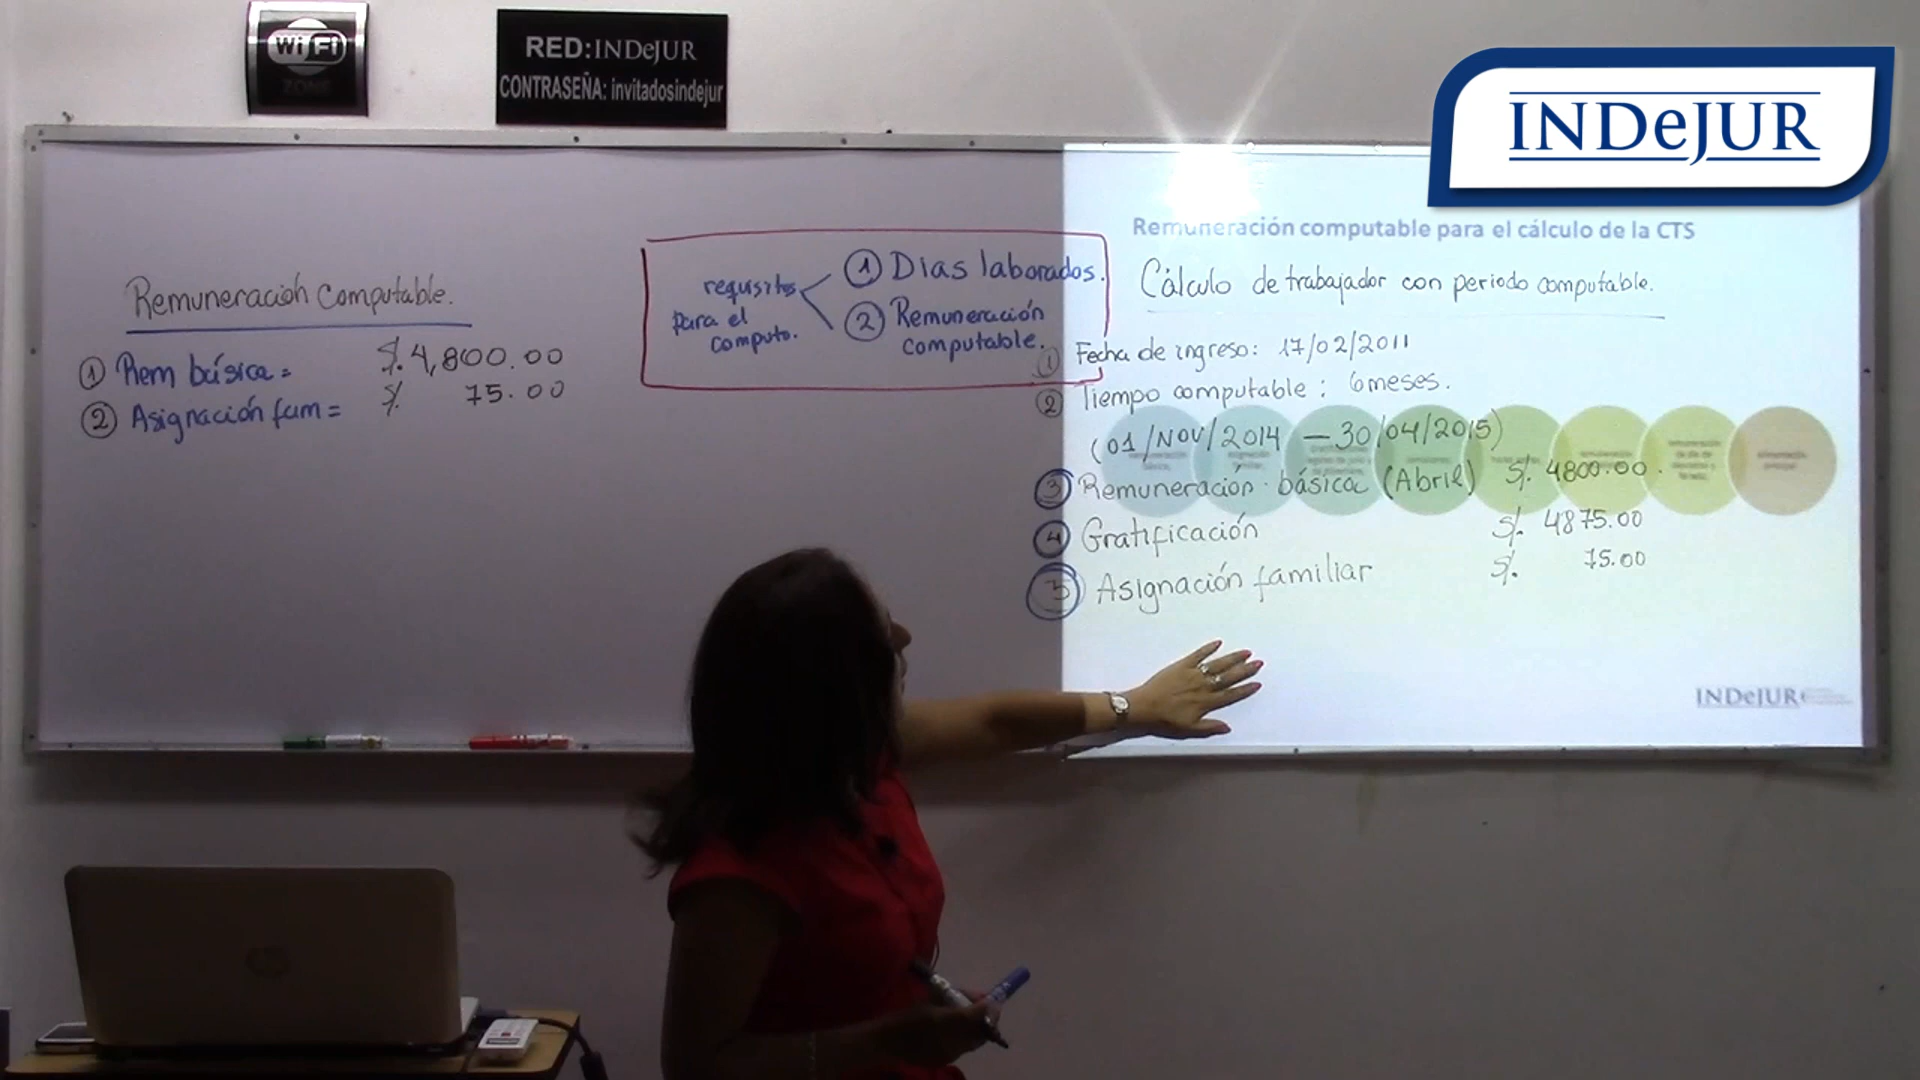 WiFi
ZONE
RED: INDeJUR
CONTRASEÑA: invitadosindejur
INDeJUR
Remuneración Computable.
① Rem básica = S/. 4,800.00
② Asignación fam = S/. 75.00
requisitos
para el
computo.
① Dias laborados.
② Remuneración
computable.
Remuneración computable para el cálculo de la CTS
Cálculo de trabajador con periodo computable.
① Fecha de ingreso: 17/02/2011
② Tiempo computable: 6 meses.
(01/NOV/2014 — 30/04/2015)
③ Remuneración básica (Abril) S/. 4800.00
④ Gratificación S/. 4875.00
⑤ Asignación familiar S/. 75.00
INDeJUR
hp